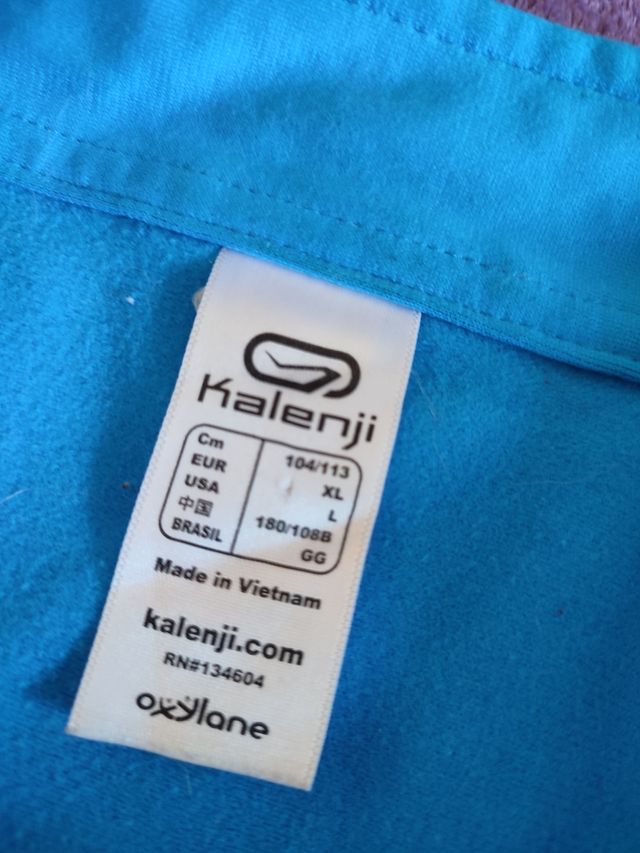 Kalenji
Cm 104/113
EUR XL
USA L
中国 180/108B
BRASIL GG
Made in Vietnam
kalenji.com
RN#134604
oxylane